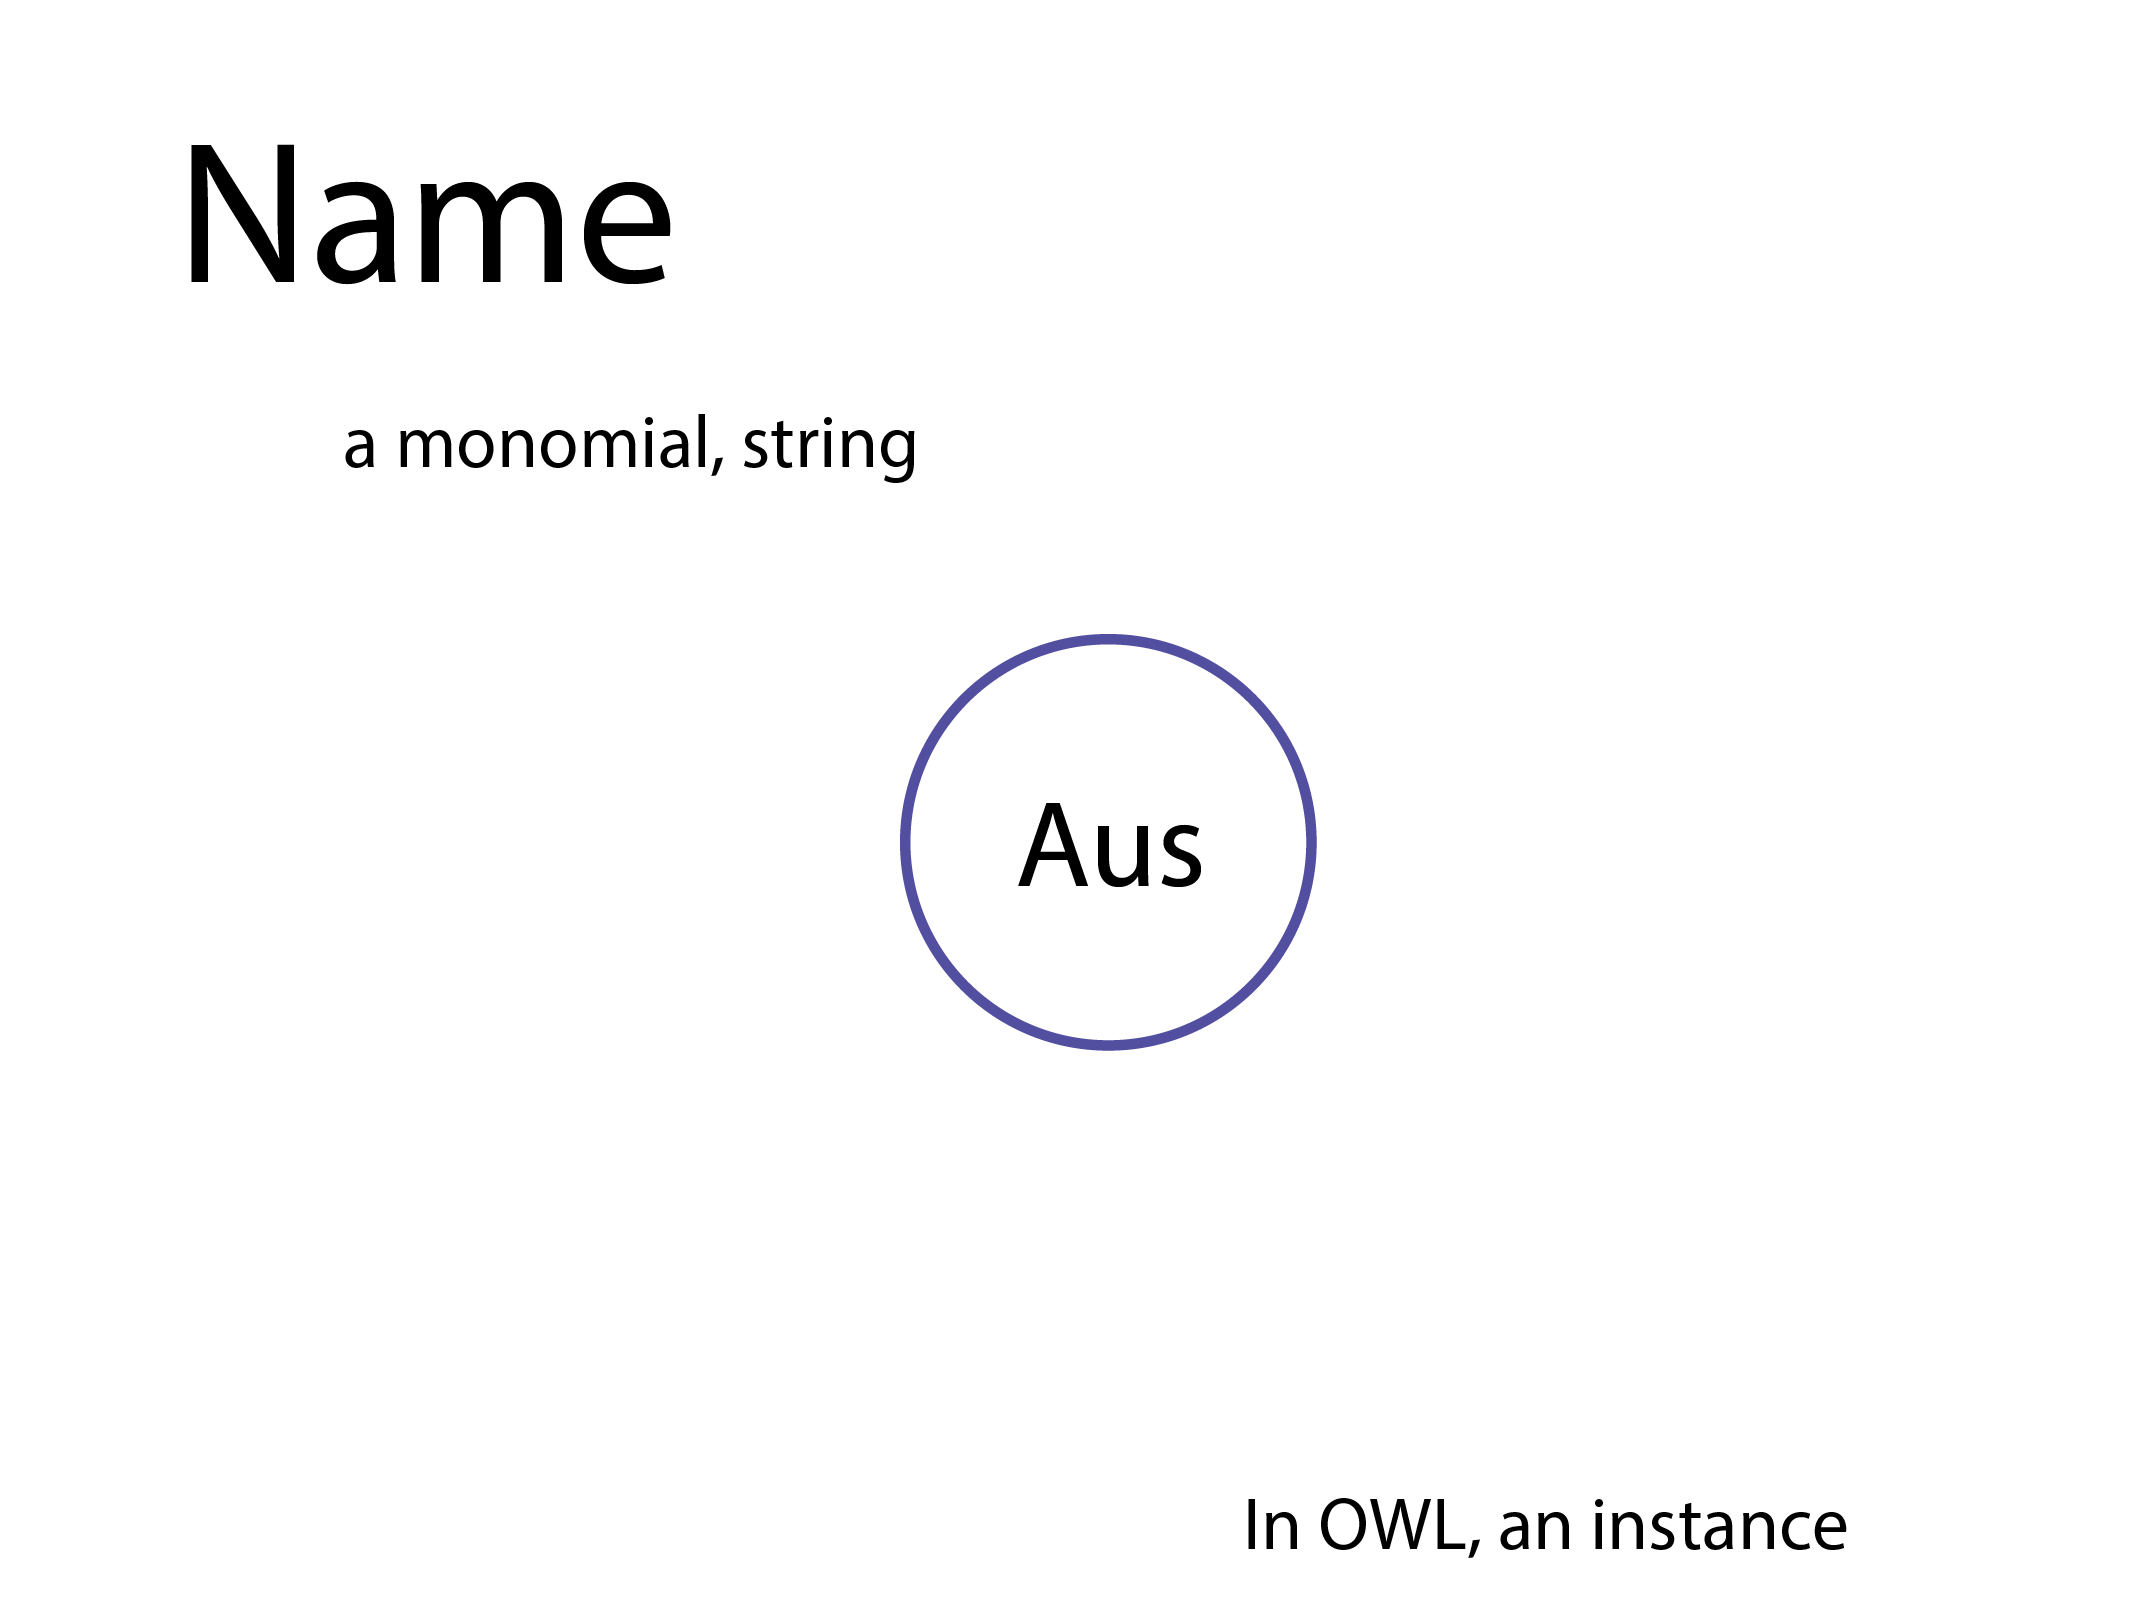 Name
a monomial, string
Aus
In OWL, an instance